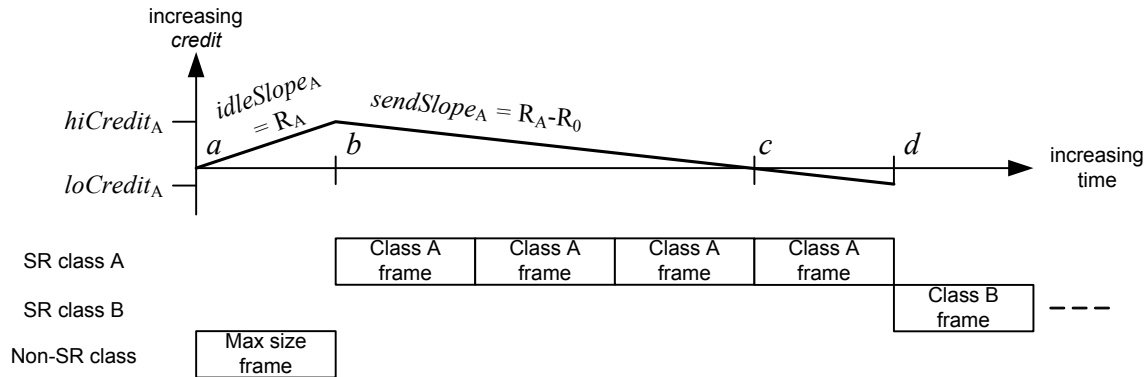 increasing
credit
idleSlopeA
= RA
sendSlopeA = RA-R0
hiCreditA
a
b
c
d
increasing
time
loCreditA
SR class A
Class A
frame
Class A
frame
Class A
frame
Class A
frame
SR class B
Class B
frame
Non-SR class
Max size
frame